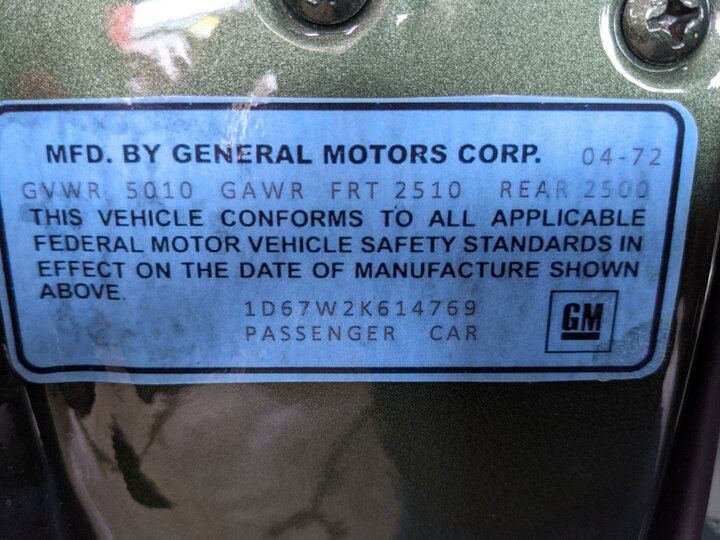 MFD. BY GENERAL MOTORS CORP. 04-72
GVWR 5010 GAWR FRT 2510 REAR 2500
THIS VEHICLE CONFORMS TO ALL APPLICABLE
FEDERAL MOTOR VEHICLE SAFETY STANDARDS IN
EFFECT ON THE DATE OF MANUFACTURE SHOWN
ABOVE.
1D67W2K614769
PASSENGER CAR
GM